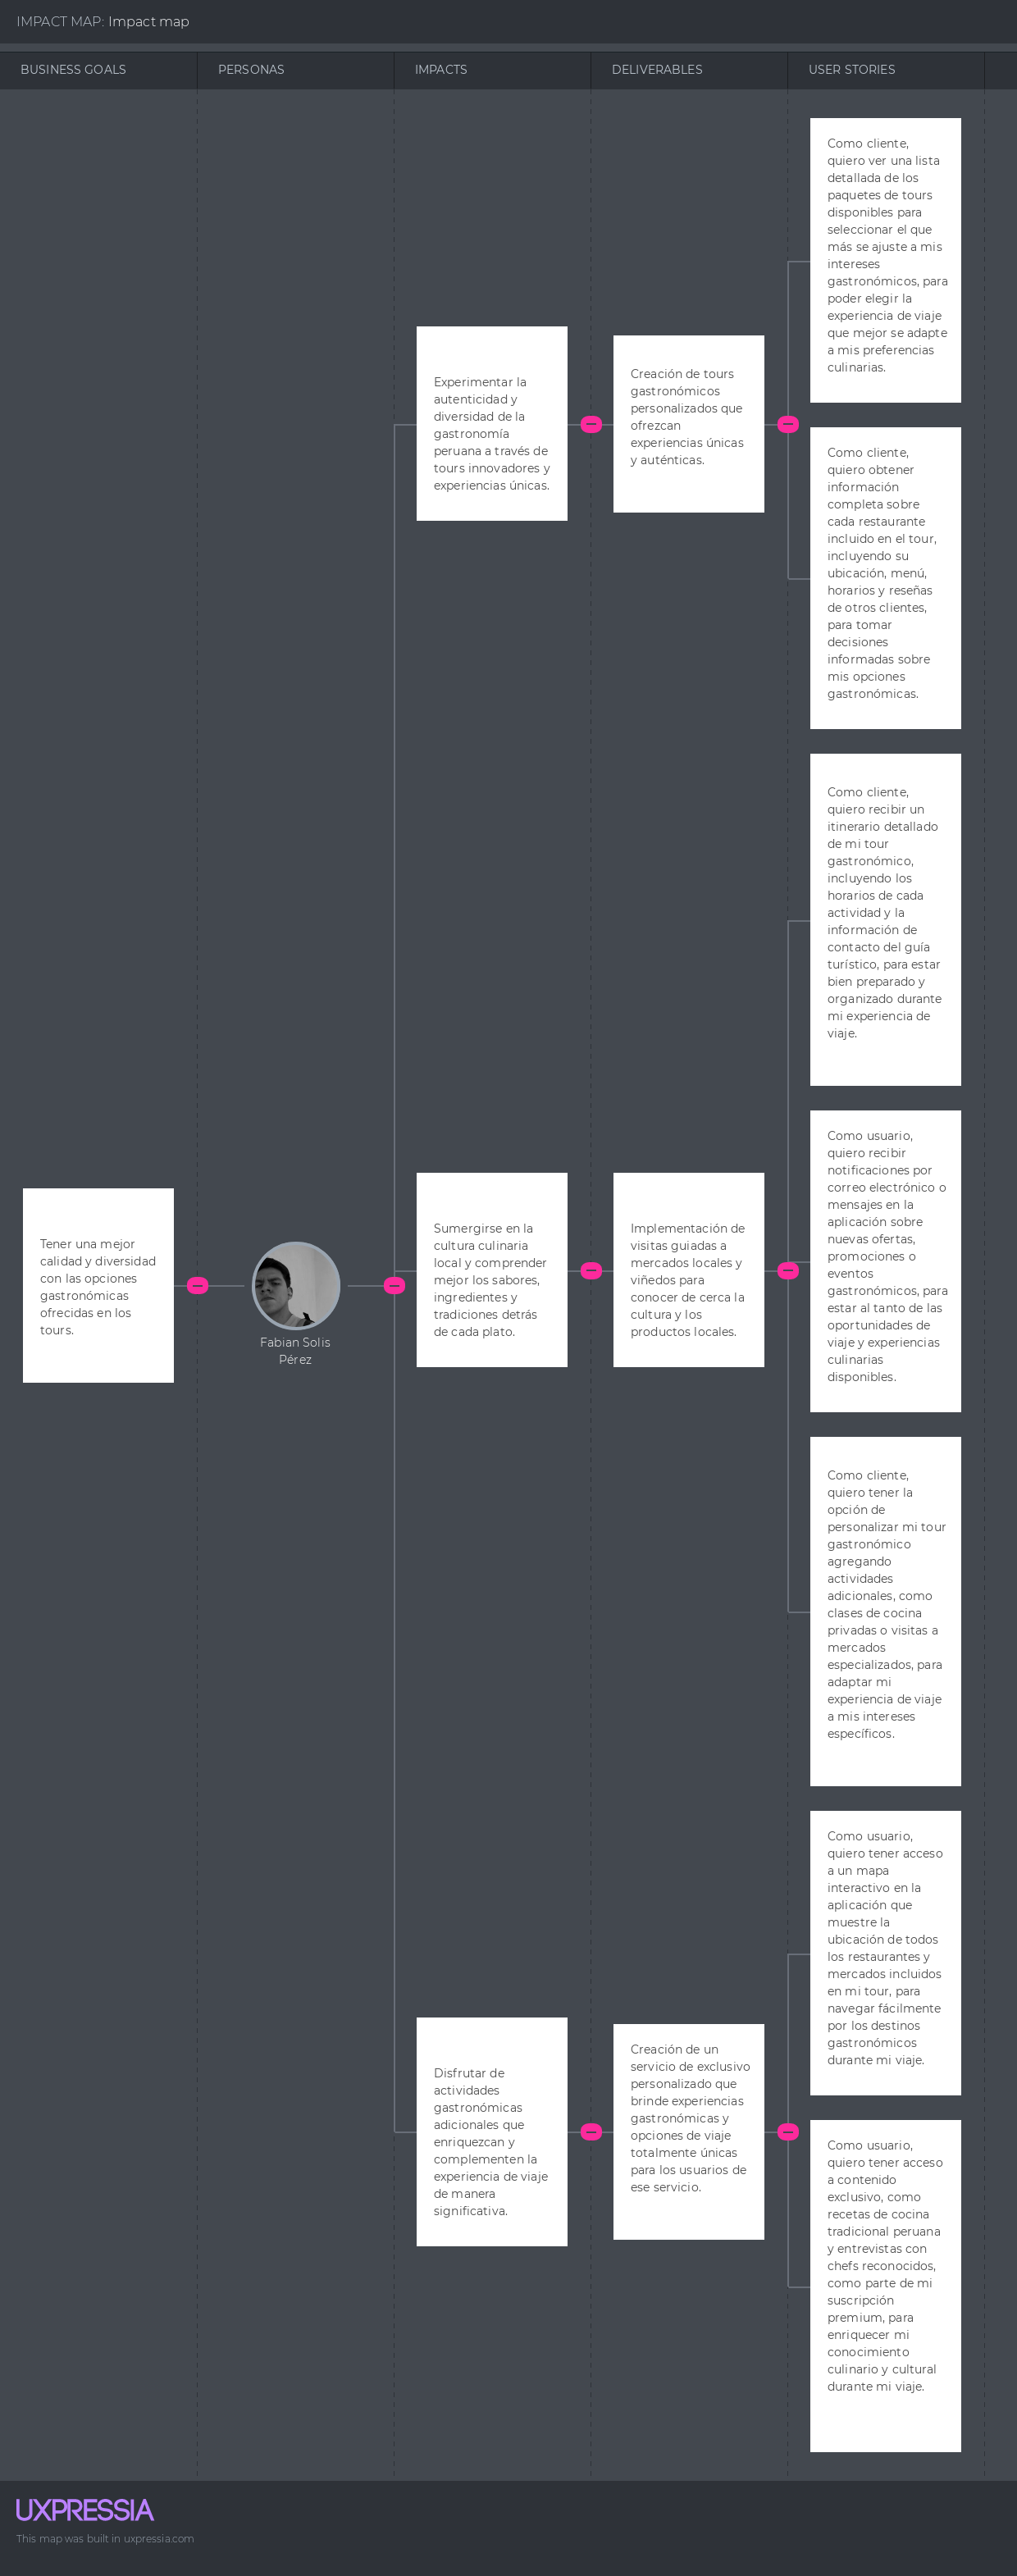 IMPACT MAP: Impact map
BUSINESS GOALS
PERSONAS
IMPACTS
DELIVERABLES
USER STORIES
Tener una mejor
calidad y diversidad
con las opciones
gastronómicas
ofrecidas en los
tours.
Fabian Solis
Pérez
Experimentar la
autenticidad y
diversidad de la
gastronomía
peruana a través de
tours innovadores y
experiencias únicas.
Creación de tours
gastronómicos
personalizados que
ofrezcan
experiencias únicas
y auténticas.
Como cliente,
quiero ver una lista
detallada de los
paquetes de tours
disponibles para
seleccionar el que
más se ajuste a mis
intereses
gastronómicos, para
poder elegir la
experiencia de viaje
que mejor se adapte
a mis preferencias
culinarias.
Como cliente,
quiero obtener
información
completa sobre
cada restaurante
incluido en el tour,
incluyendo su
ubicación, menú,
horarios y reseñas
de otros clientes,
para tomar
decisiones
informadas sobre
mis opciones
gastronómicas.
Sumergirse en la
cultura culinaria
local y comprender
mejor los sabores,
ingredientes y
tradiciones detrás
de cada plato.
Implementación de
visitas guiadas a
mercados locales y
viñedos para
conocer de cerca la
cultura y los
productos locales.
Como cliente,
quiero recibir un
itinerario detallado
de mi tour
gastronómico,
incluyendo los
horarios de cada
actividad y la
información de
contacto del guía
turístico, para estar
bien preparado y
organizado durante
mi experiencia de
viaje.
Como usuario,
quiero recibir
notificaciones por
correo electrónico o
mensajes en la
aplicación sobre
nuevas ofertas,
promociones o
eventos
gastronómicos, para
estar al tanto de las
oportunidades de
viaje y experiencias
culinarias
disponibles.
Como cliente,
quiero tener la
opción de
personalizar mi tour
gastronómico
agregando
actividades
adicionales, como
clases de cocina
privadas o visitas a
mercados
especializados, para
adaptar mi
experiencia de viaje
a mis intereses
específicos.
Disfrutar de
actividades
gastronómicas
adicionales que
enriquezcan y
complementen la
experiencia de viaje
de manera
significativa.
Creación de un
servicio de exclusivo
personalizado que
brinde experiencias
gastronómicas y
opciones de viaje
totalmente únicas
para los usuarios de
ese servicio.
Como usuario,
quiero tener acceso
a un mapa
interactivo en la
aplicación que
muestre la
ubicación de todos
los restaurantes y
mercados incluidos
en mi tour, para
navegar fácilmente
por los destinos
gastronómicos
durante mi viaje.
Como usuario,
quiero tener acceso
a contenido
exclusivo, como
recetas de cocina
tradicional peruana
y entrevistas con
chefs reconocidos,
como parte de mi
suscripción
premium, para
enriquecer mi
conocimiento
culinario y cultural
durante mi viaje.
UXPRESSIA
This map was built in uxpressia.com